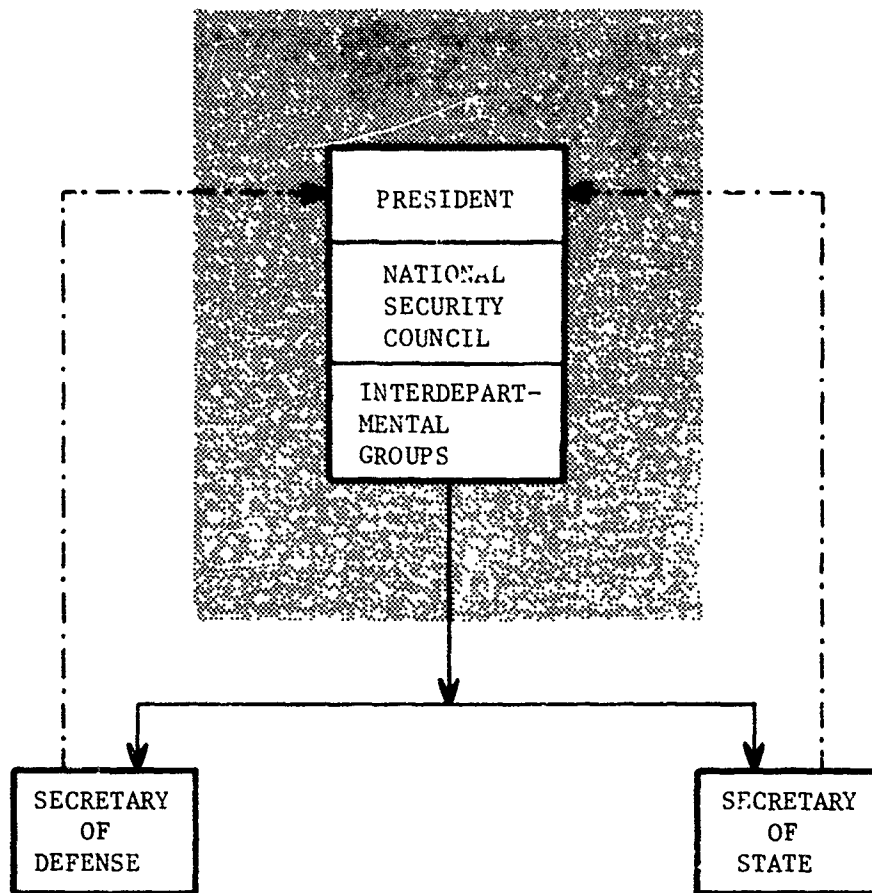 PRESIDENT
NATIONAL
SECURITY
COUNCIL
INTERDEPART-
MENTAL
GROUPS
SECRETARY
OF
DEFENSE
SECRETARY
OF
STATE